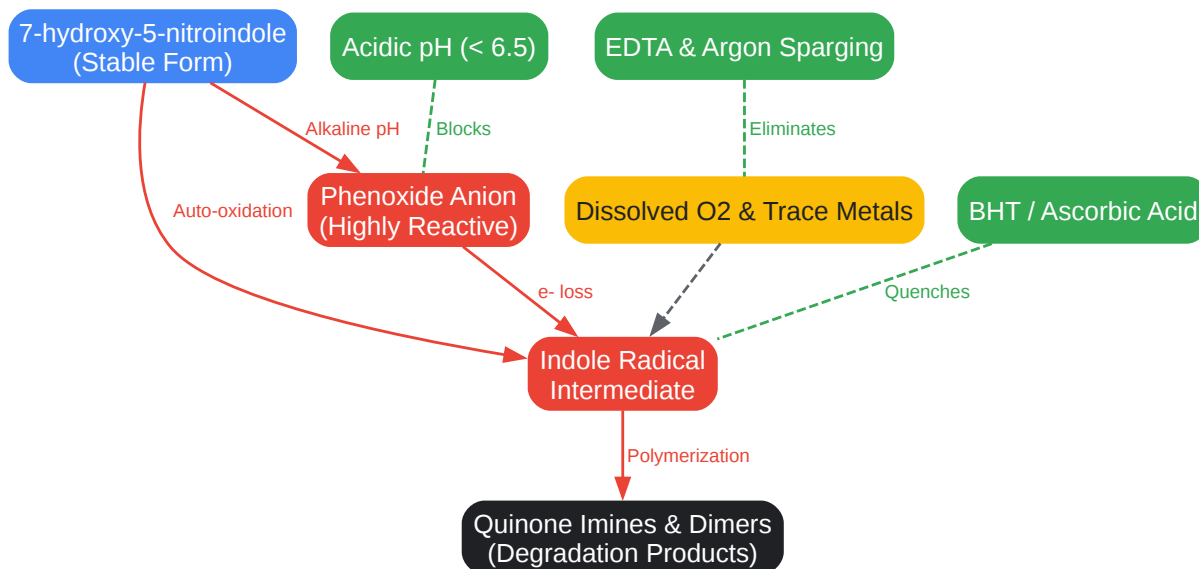 7-hydroxy-5-nitroindole
(Stable Form)
Acidic pH (< 6.5)
EDTA & Argon Sparging
Alkaline pH
Blocks
Eliminates
Phenoxide Anion
(Highly Reactive)
Dissolved O2 & Trace Metals
BHT / Ascorbic Acid
Auto-oxidation
e- loss
Quenches
Indole Radical
Intermediate
Polymerization
Quinone Imines & Dimers
(Degradation Products)